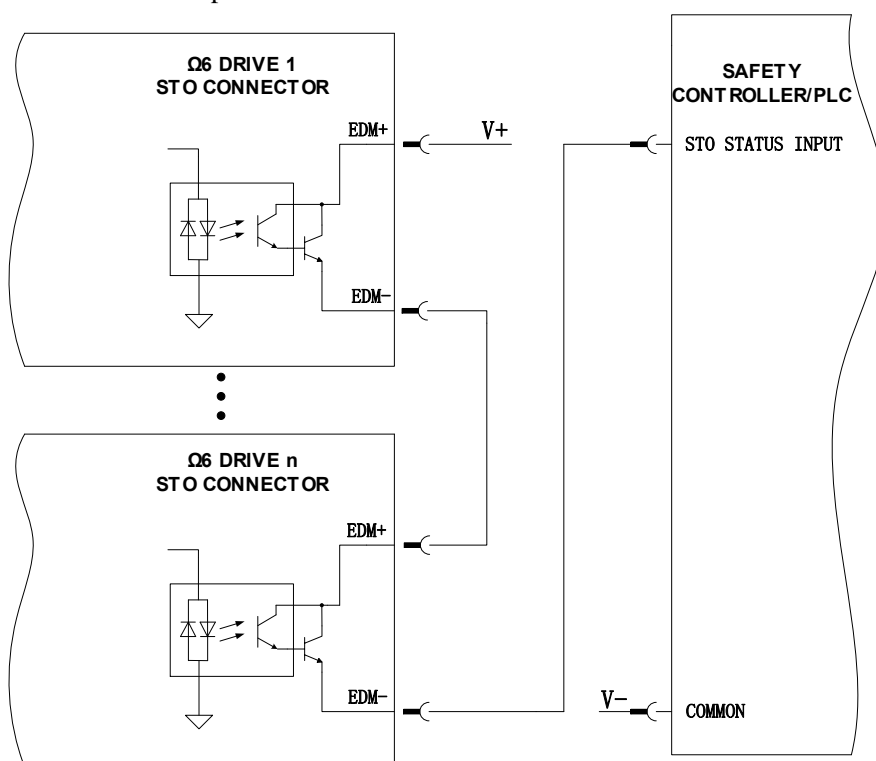 Ω6 DRIVE 1
STO CONNECTOR
EDM+
V+
EDM-
Ω6 DRIVE n
STO CONNECTOR
EDM+
EDM-
SAFETY
CONTROLLER/PLC
STO STATUS INPUT
V-
COMMON